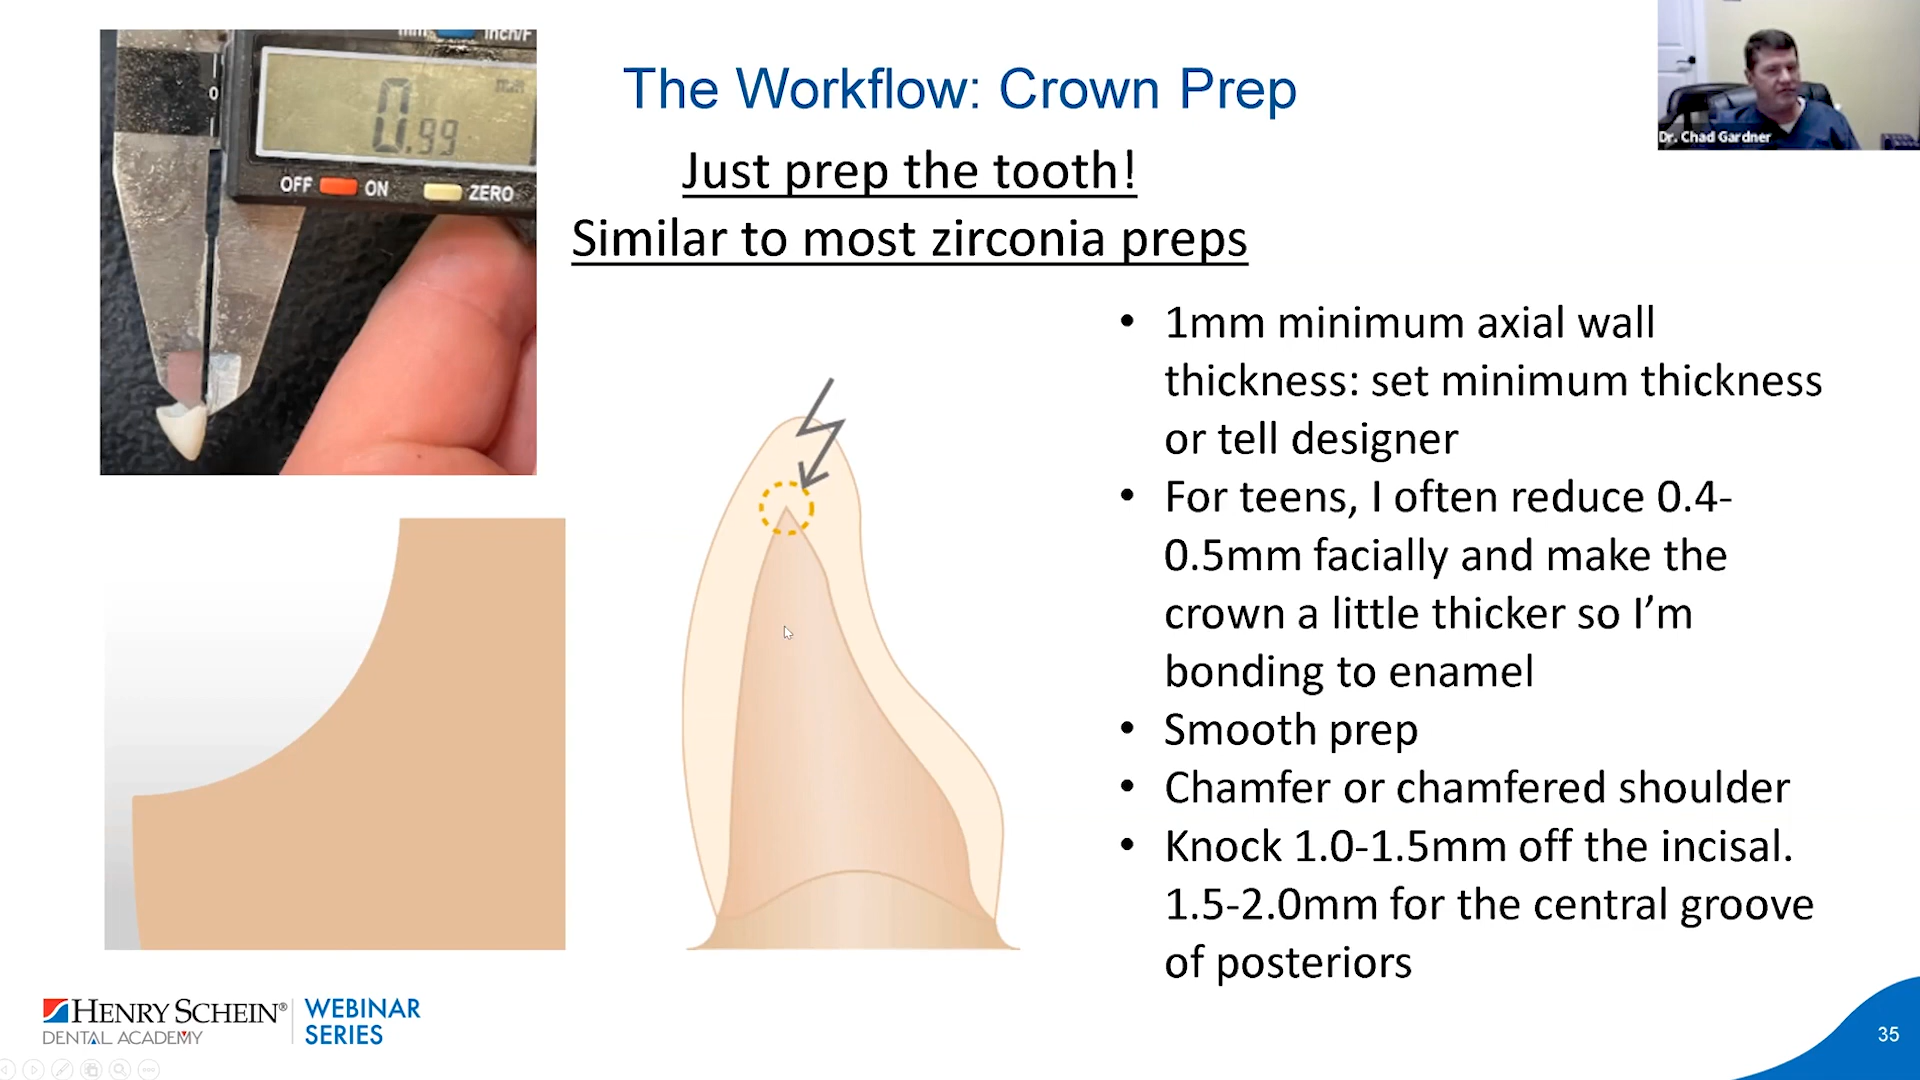 mm inch/F
0
0.99 mm
OFF ON ZERO
The Workflow: Crown Prep
Just prep the tooth!
Similar to most zirconia preps
Dr. Chad Gardner
• 1mm minimum axial wall
thickness: set minimum thickness
or tell designer
• For teens, I often reduce 0.4-
0.5mm facially and make the
crown a little thicker so I’m
bonding to enamel
• Smooth prep
• Chamfer or chamfered shoulder
• Knock 1.0-1.5mm off the incisal.
1.5-2.0mm for the central groove
of posteriors
HENRY SCHEIN®
DENTAL ACADEMY
WEBINAR
SERIES
35